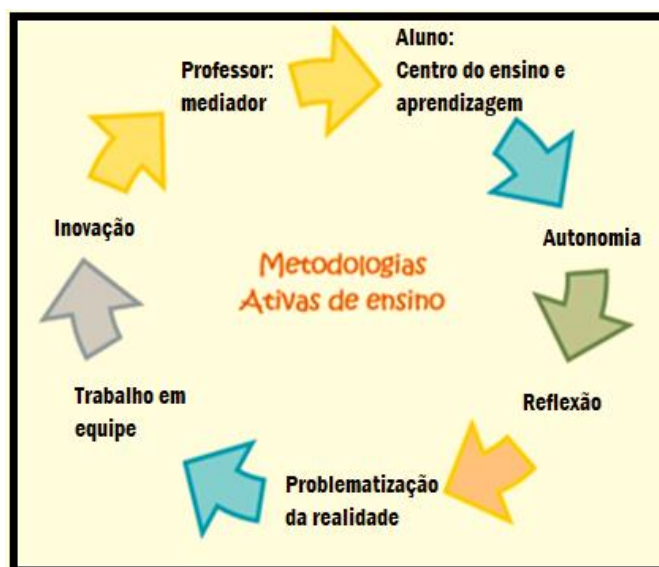 Aluno:
Centro do ensino e
aprendizagem
Professor:
mediador
Inovação
Metodologias
Ativas de ensino
Autonomia
Trabalho em
equipe
Reflexão
Problematização
da realidade